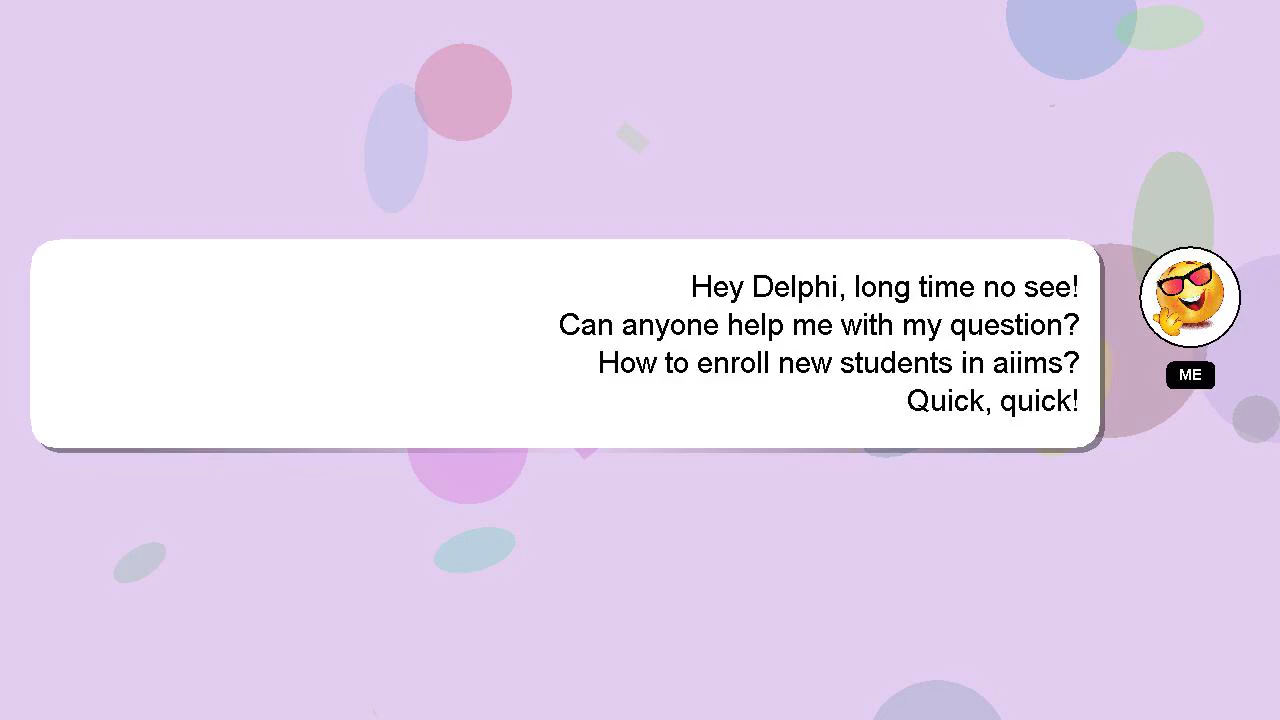 Hey Delphi, long time no see!
Can anyone help me with my question?
How to enroll new students in aiims?
Quick, quick!
ME